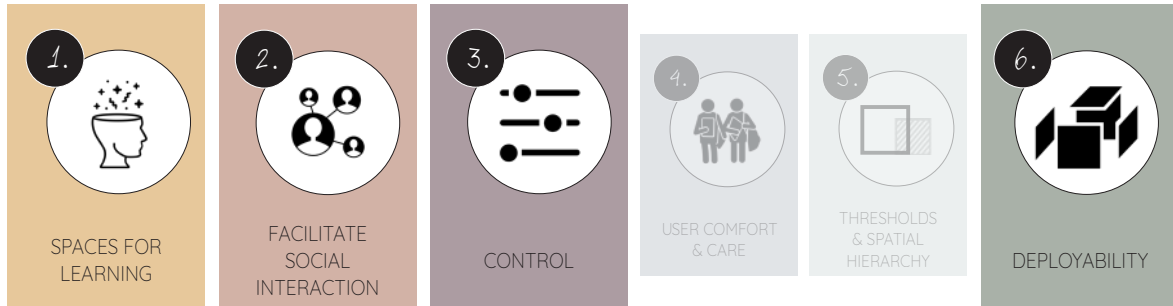 1.
SPACES FOR
LEARNING
2.
FACILITATE
SOCIAL
INTERACTION
3.
CONTROL
4.
USER COMFORT
& CARE
5.
THRESHOLDS
& SPATIAL
HIERARCHY
6.
DEPLOYABILITY